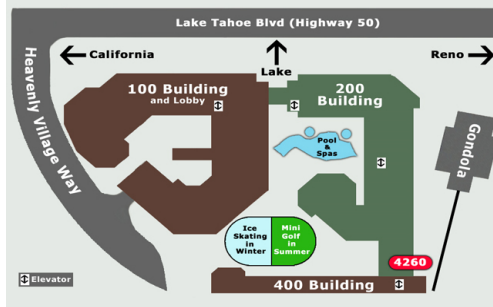 Lake Tahoe Blvd (Highway 50)
California
Lake
Reno
Heavenly Village Way
100 Building
and Lobby
200
Building
Pool
&
Spas
Gondola
Ice
Skating
in
Winter
Mini
Golf
in
Summer
4260
Elevator
400 Building